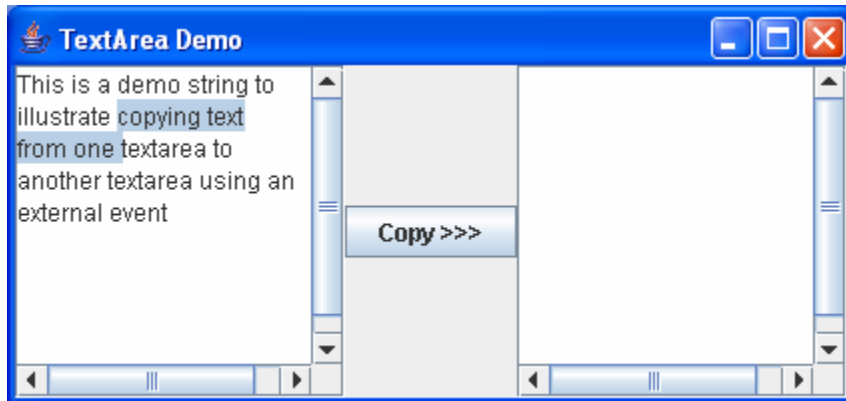 TextArea Demo
This is a demo string to
illustrate copying text
from one textarea to
another textarea using an
external event
Copy >>>